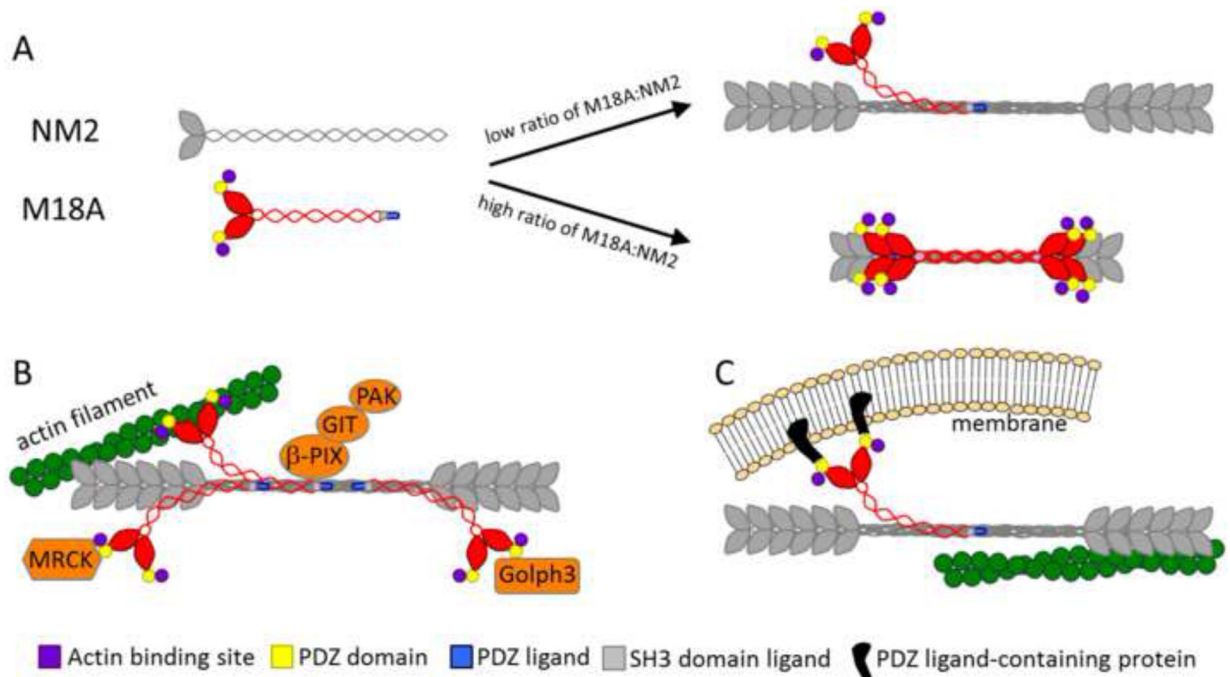 A
NM2
M18A
low ratio of M18A:NM2
high ratio of M18A:NM2
B
actin filament
PAK
GIT
β-PIX
MRCK
Golph3
C
membrane
Actin binding site
PDZ domain
PDZ ligand
SH3 domain ligand
PDZ ligand-containing protein